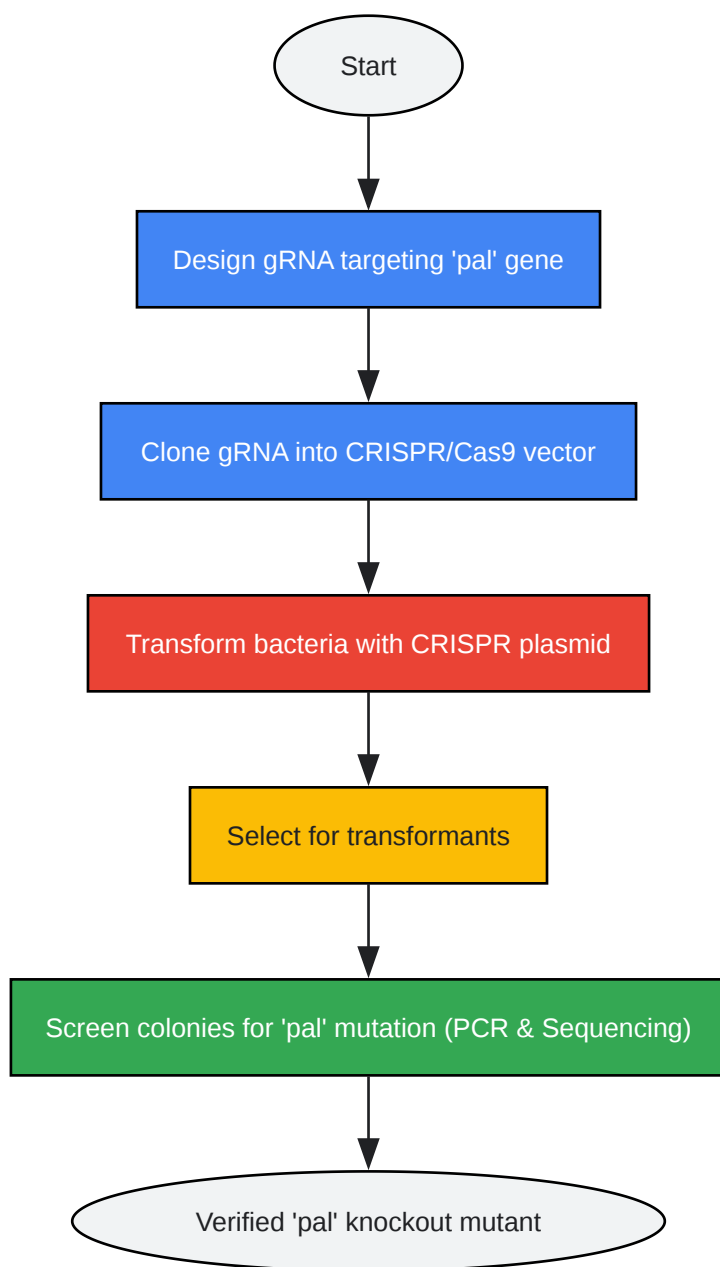 Start
Design gRNA targeting 'pal' gene
Clone gRNA into CRISPR/Cas9 vector
Transform bacteria with CRISPR plasmid
Select for transformants
Screen colonies for 'pal' mutation (PCR & Sequencing)
Verified 'pal' knockout mutant